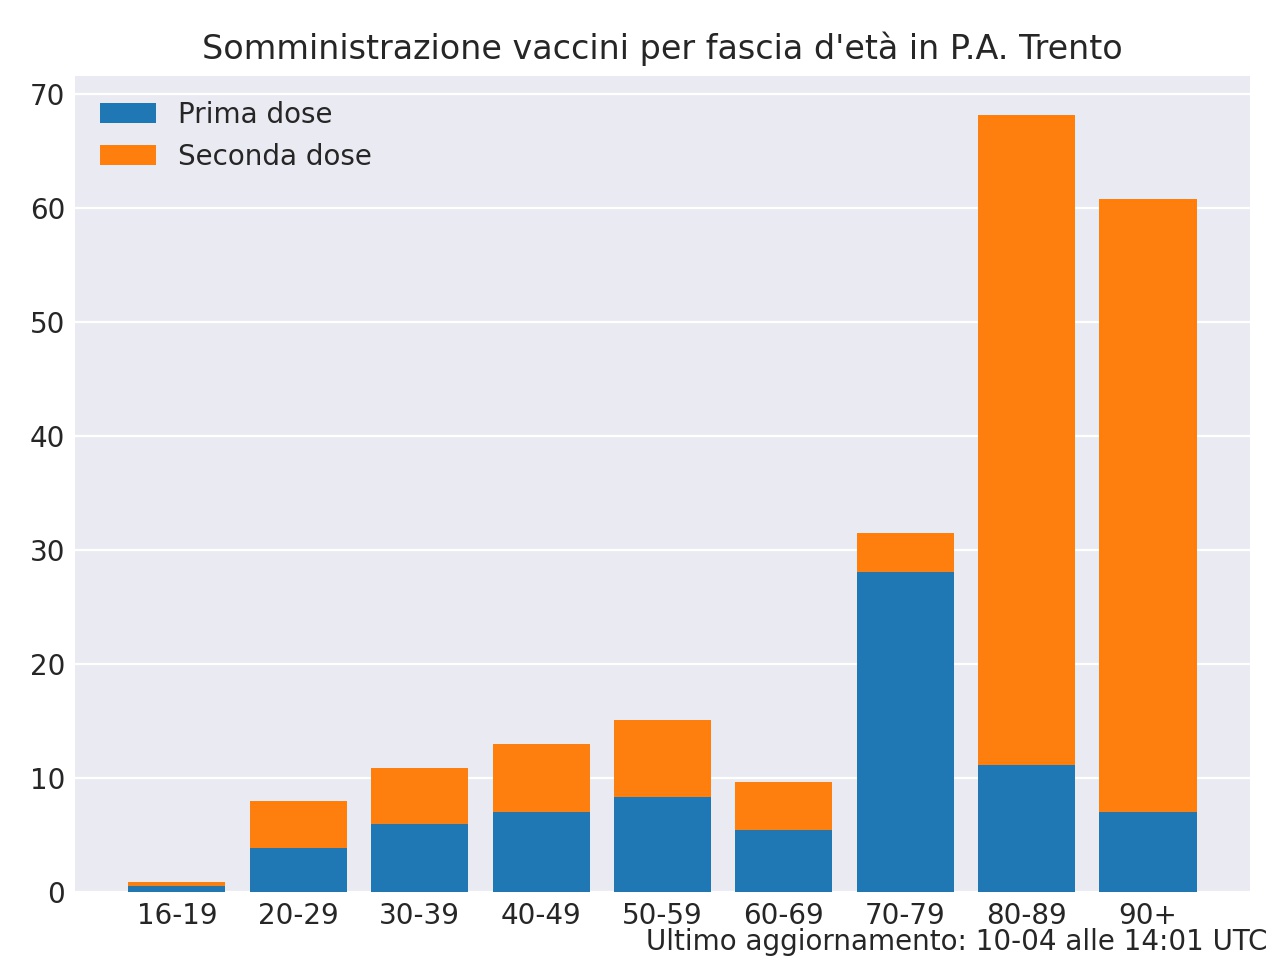 Somministrazione vaccini per fascia d'età in P.A. Trento
70
Prima dose
Seconda dose
60
50
40
30
20
10
0
16-19 20-29 30-39 40-49 50-59 60-69 70-79 80-89 90+
Ultimo aggiornamento: 10-04 alle 14:01 UTC